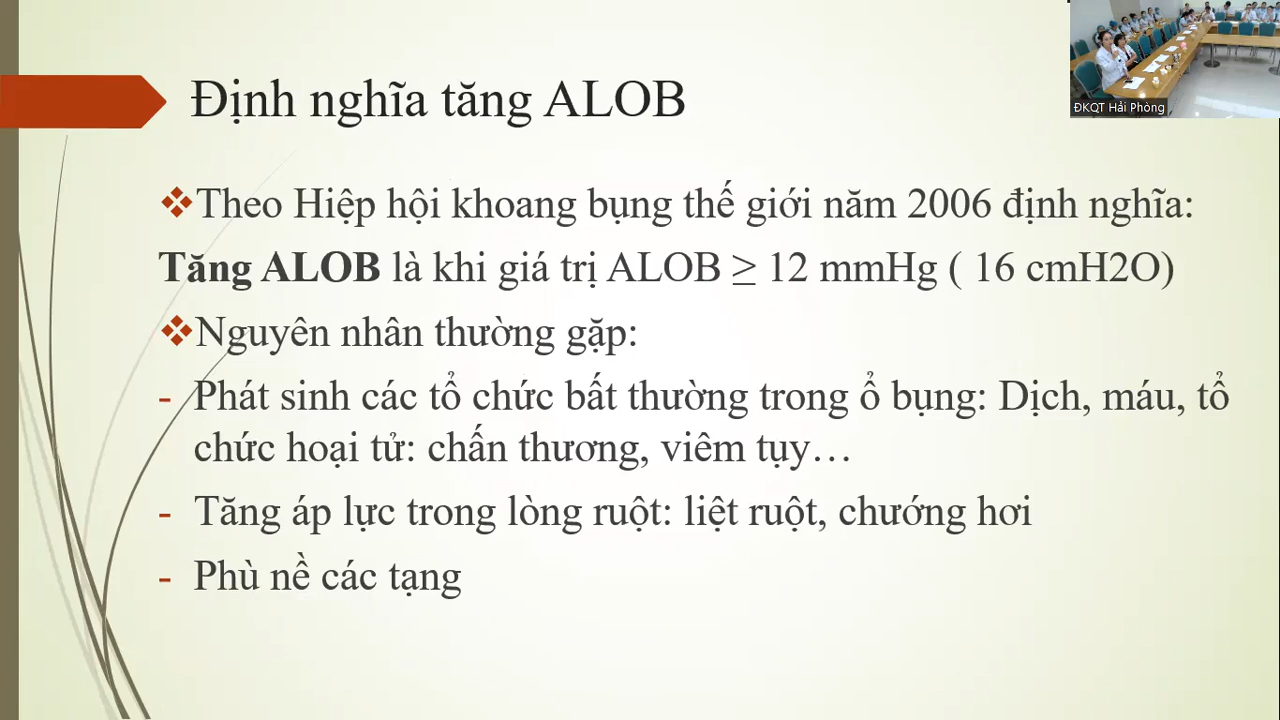 Định nghĩa tăng ALOB
ĐKQT Hải Phòng
❖Theo Hiệp hội khoang bụng thế giới năm 2006 định nghĩa:
Tăng ALOB là khi giá trị ALOB ≥ 12 mmHg ( 16 cmH2O)
❖Nguyên nhân thường gặp:
- Phát sinh các tổ chức bất thường trong ổ bụng: Dịch, máu, tổ
chức hoại tử: chấn thương, viêm tụy…
- Tăng áp lực trong lòng ruột: liệt ruột, chướng hơi
- Phù nề các tạng